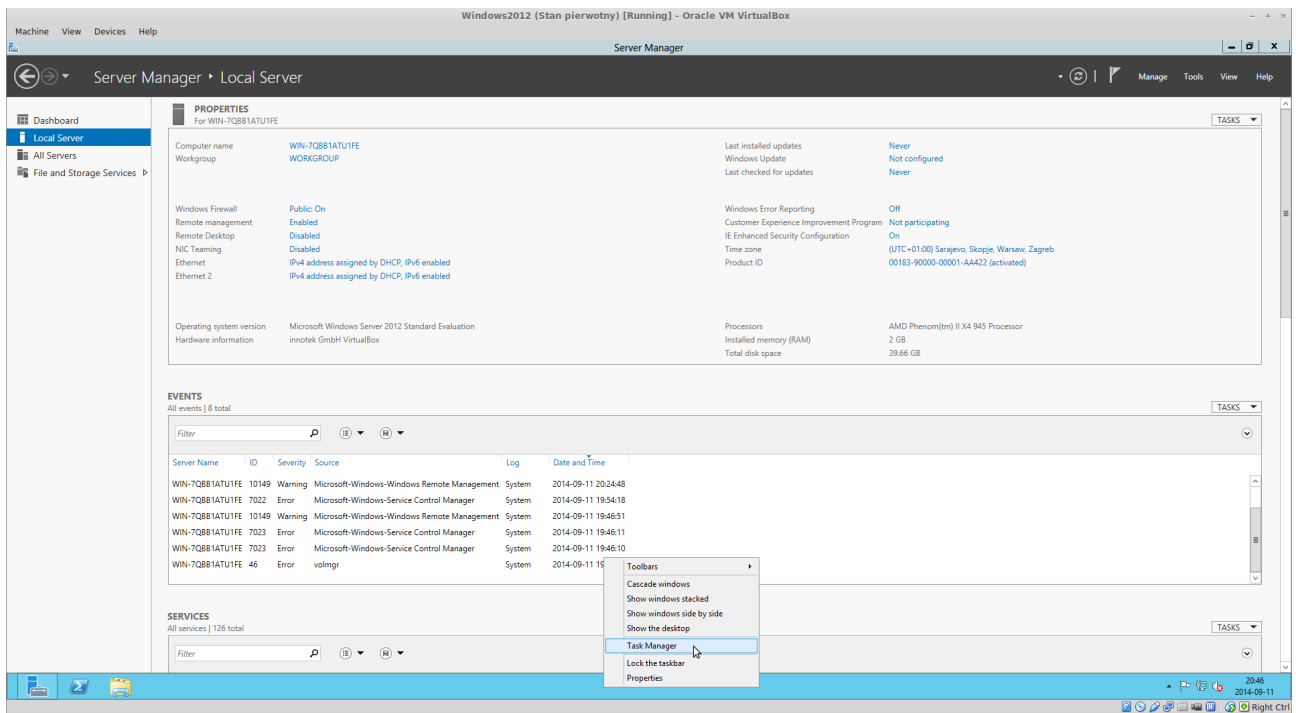 Windows2012 (Stan pierwotny) [Running] - Oracle VM VirtualBox
Machine View Devices Help
Server Manager
Server Manager • Local Server
Manage Tools View Help
Dashboard
Local Server
All Servers
File and Storage Services
PROPERTIES
For WIN-7QBB1ATU1FE
TASKS
Computer name WIN-7QBB1ATU1FE Last installed updates Never
Workgroup WORKGROUP Windows Update Not configured
Last checked for updates Never
Windows Firewall Public: On Windows Error Reporting Off
Remote management Enabled Customer Experience Improvement Program Not participating
Remote Desktop Disabled IE Enhanced Security Configuration On
NIC Teaming Disabled Time zone (UTC+01:00) Sarajevo, Skopje, Warsaw, Zagreb
Ethernet IPv4 address assigned by DHCP, IPv6 enabled Product ID 00183-90000-00001-AA422 (activated)
Ethernet 2 IPv4 address assigned by DHCP, IPv6 enabled
Operating system version Microsoft Windows Server 2012 Standard Evaluation Processors AMD Phenom(tm) II X4 945 Processor
Hardware information innotek GmbH VirtualBox Installed memory (RAM) 2 GB
Total disk space 39.66 GB
EVENTS
All events | 8 total
TASKS
Filter
Server Name ID Severity Source Log Date and Time
WIN-7QBB1ATU1FE 10149 Warning Microsoft-Windows-Windows Remote Management System 2014-09-11 20:24:48
WIN-7QBB1ATU1FE 7022 Error Microsoft-Windows-Service Control Manager System 2014-09-11 19:54:18
WIN-7QBB1ATU1FE 10149 Warning Microsoft-Windows-Windows Remote Management System 2014-09-11 19:46:51
WIN-7QBB1ATU1FE 7023 Error Microsoft-Windows-Service Control Manager System 2014-09-11 19:46:11
WIN-7QBB1ATU1FE 7023 Error Microsoft-Windows-Service Control Manager System 2014-09-11 19:46:10
WIN-7QBB1ATU1FE 46 Error volmgr System 2014-09-11 19
Toolbars
Cascade windows
Show windows stacked
Show windows side by side
Show the desktop
Task Manager
Lock the taskbar
Properties
SERVICES
All services | 126 total
TASKS
Filter
20:46
2014-09-11
Right Ctrl